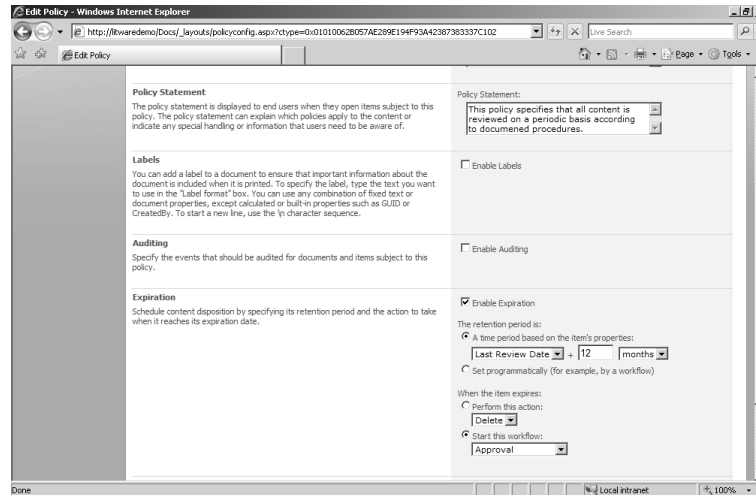 Edit Policy - Windows Internet Explorer
http://litwaredemo/Docs/_layouts/policyconfig.aspx?ctype=0x01010062B057AE289E194F93A42387383337C102
Live Search
Edit Policy
Page
Tools
Policy Statement
The policy statement is displayed to end users when they open items subject to this
policy. The policy statement can explain which policies apply to the content or
indicate any special handling or information that users need to be aware of.
Policy Statement:
This policy specifies that all content is
reviewed on a periodic basis according
to documened procedures.
Labels
You can add a label to a document to ensure that important information about the
document is included when it is printed. To specify the label, type the text you want
to use in the "Label format" box. You can use any combination of fixed text or
document properties, except calculated or built-in properties such as GUID or
CreatedBy. To start a new line, use the \n character sequence.
Enable Labels
Auditing
Specify the events that should be audited for documents and items subject to this
policy.
Enable Auditing
Expiration
Schedule content disposition by specifying its retention period and the action to take
when it reaches its expiration date.
Enable Expiration
The retention period is:
A time period based on the item's properties:
Last Review Date + 12 months
Set programmatically (for example, by a workflow)
When the item expires:
Perform this action:
Delete
Start this workflow:
Approval
Done
Local intranet
100%